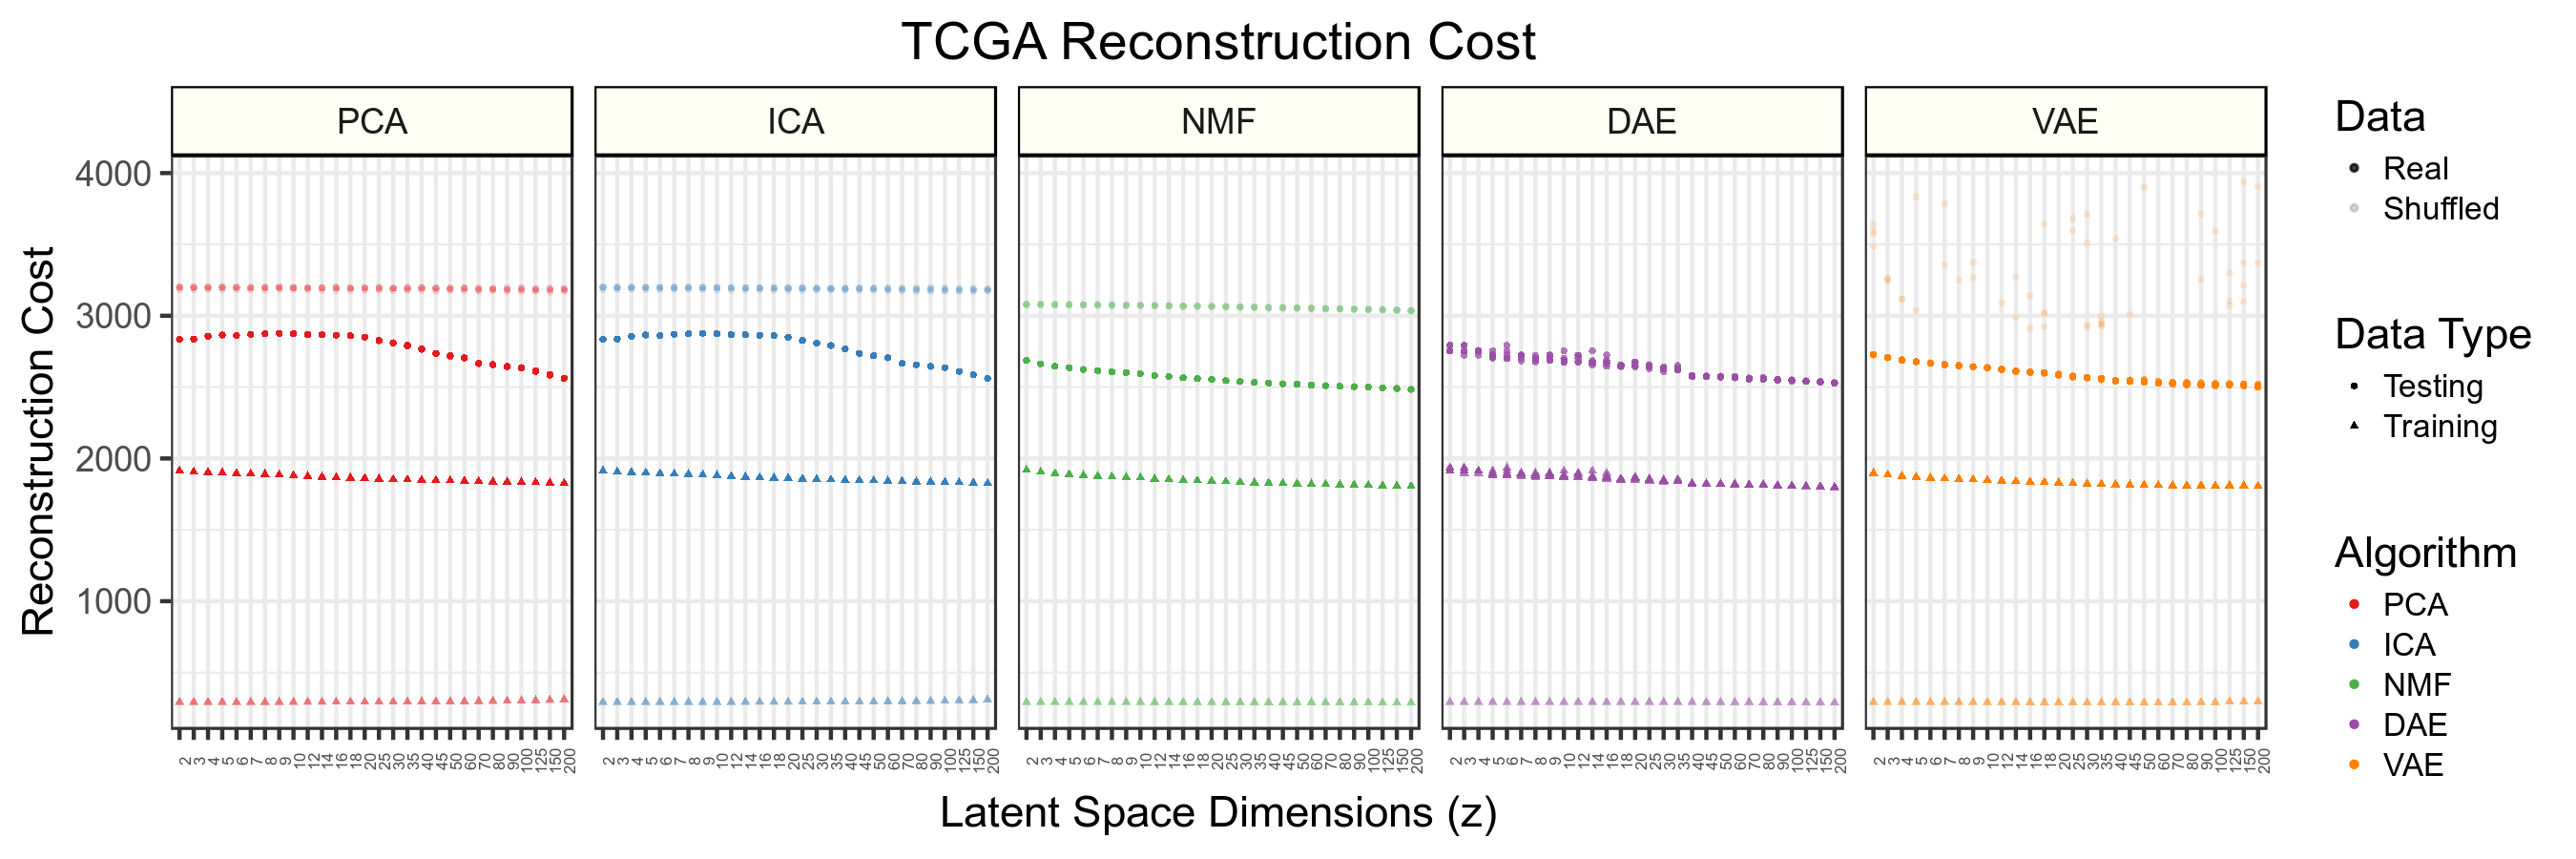 TCGA Reconstruction Cost
PCA ICA NMF DAE VAE
Reconstruction Cost
4000
3000
2000
1000
2 3 4 5 6 7 8 9 10 12 14 16 18 20 25 30 35 40 45 50 60 70 80 90 100 125 150 200
2 3 4 5 6 7 8 9 10 12 14 16 18 20 25 30 35 40 45 50 60 70 80 90 100 125 150 200
2 3 4 5 6 7 8 9 10 12 14 16 18 20 25 30 35 40 45 50 60 70 80 90 100 125 150 200
2 3 4 5 6 7 8 9 10 12 14 16 18 20 25 30 35 40 45 50 60 70 80 90 100 125 150 200
2 3 4 5 6 7 8 9 10 12 14 16 18 20 25 30 35 40 45 50 60 70 80 90 100 125 150 200
Latent Space Dimensions (z)
Data
Real
Shuffled
Data Type
Testing
Training
Algorithm
PCA
ICA
NMF
DAE
VAE